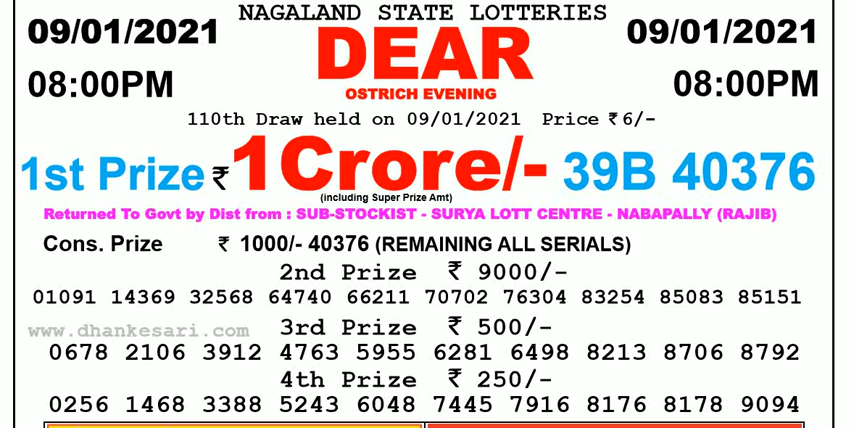 NAGALAND STATE LOTTERIES
09/01/2021 DEAR 09/01/2021
08:00PM OSTRICH EVENING 08:00PM
110th Draw held on 09/01/2021 Price ₹ 6/-
1st Prize ₹ 1Crore/- 39B 40376
(including Super Prize Amt)
Returned To Govt by Dist from : SUB-STOCKIST - SURYA LOTT CENTRE - NABAPALLY (RAJIB)
Cons. Prize ₹ 1000/- 40376 (REMAINING ALL SERIALS)
2nd Prize ₹ 9000/-
01091 14369 32568 64740 66211 70702 76304 83254 85083 85151
www.dhankesari.com 3rd Prize ₹ 500/-
0678 2106 3912 4763 5955 6281 6498 8213 8706 8792
4th Prize ₹ 250/-
0256 1468 3388 5243 6048 7445 7916 8176 8178 9094